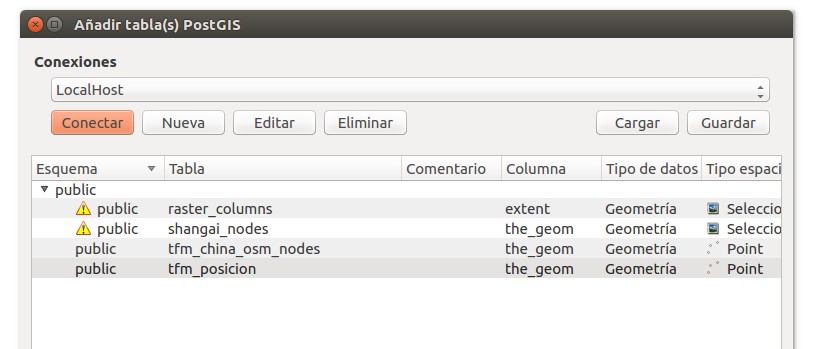 Añadir tabla(s) PostGIS
Conexiones
LocalHost
Conectar Nueva Editar Eliminar Cargar Guardar
Esquema Tabla Comentario Columna Tipo de datos Tipo espaci
public
public raster_columns extent Geometría Seleccio
public shangai_nodes the_geom Geometría Seleccio
public tfm_china_osm_nodes the_geom Geometría Point
public tfm_posicion the_geom Geometría Point